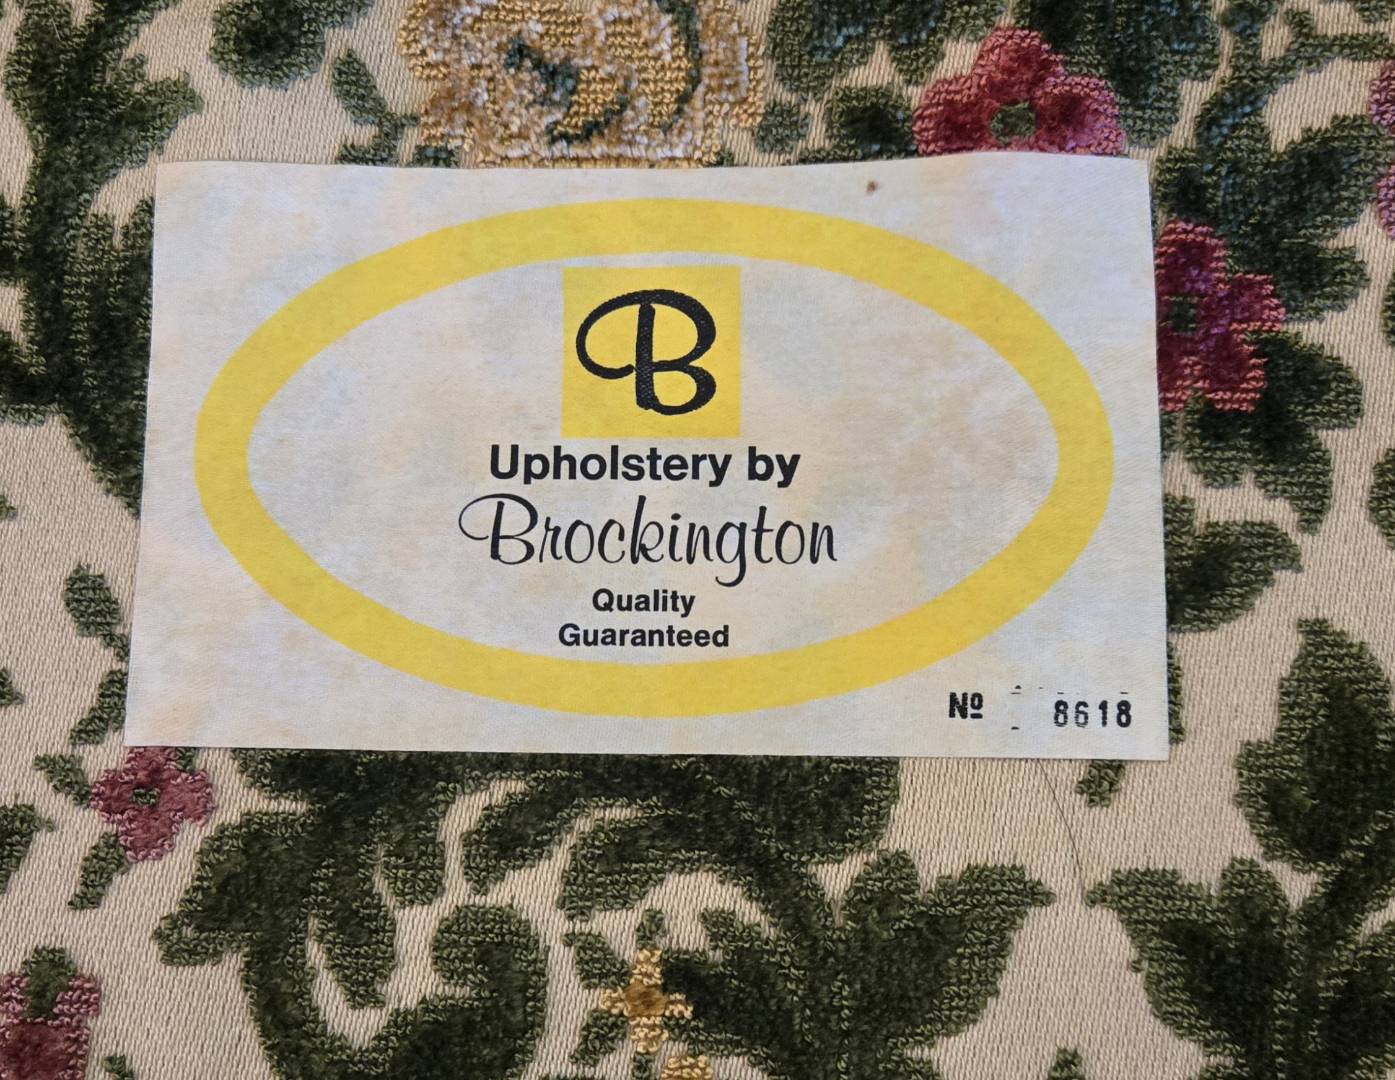 B
Upholstery by
Brockington
Quality
Guaranteed
Nº 8618